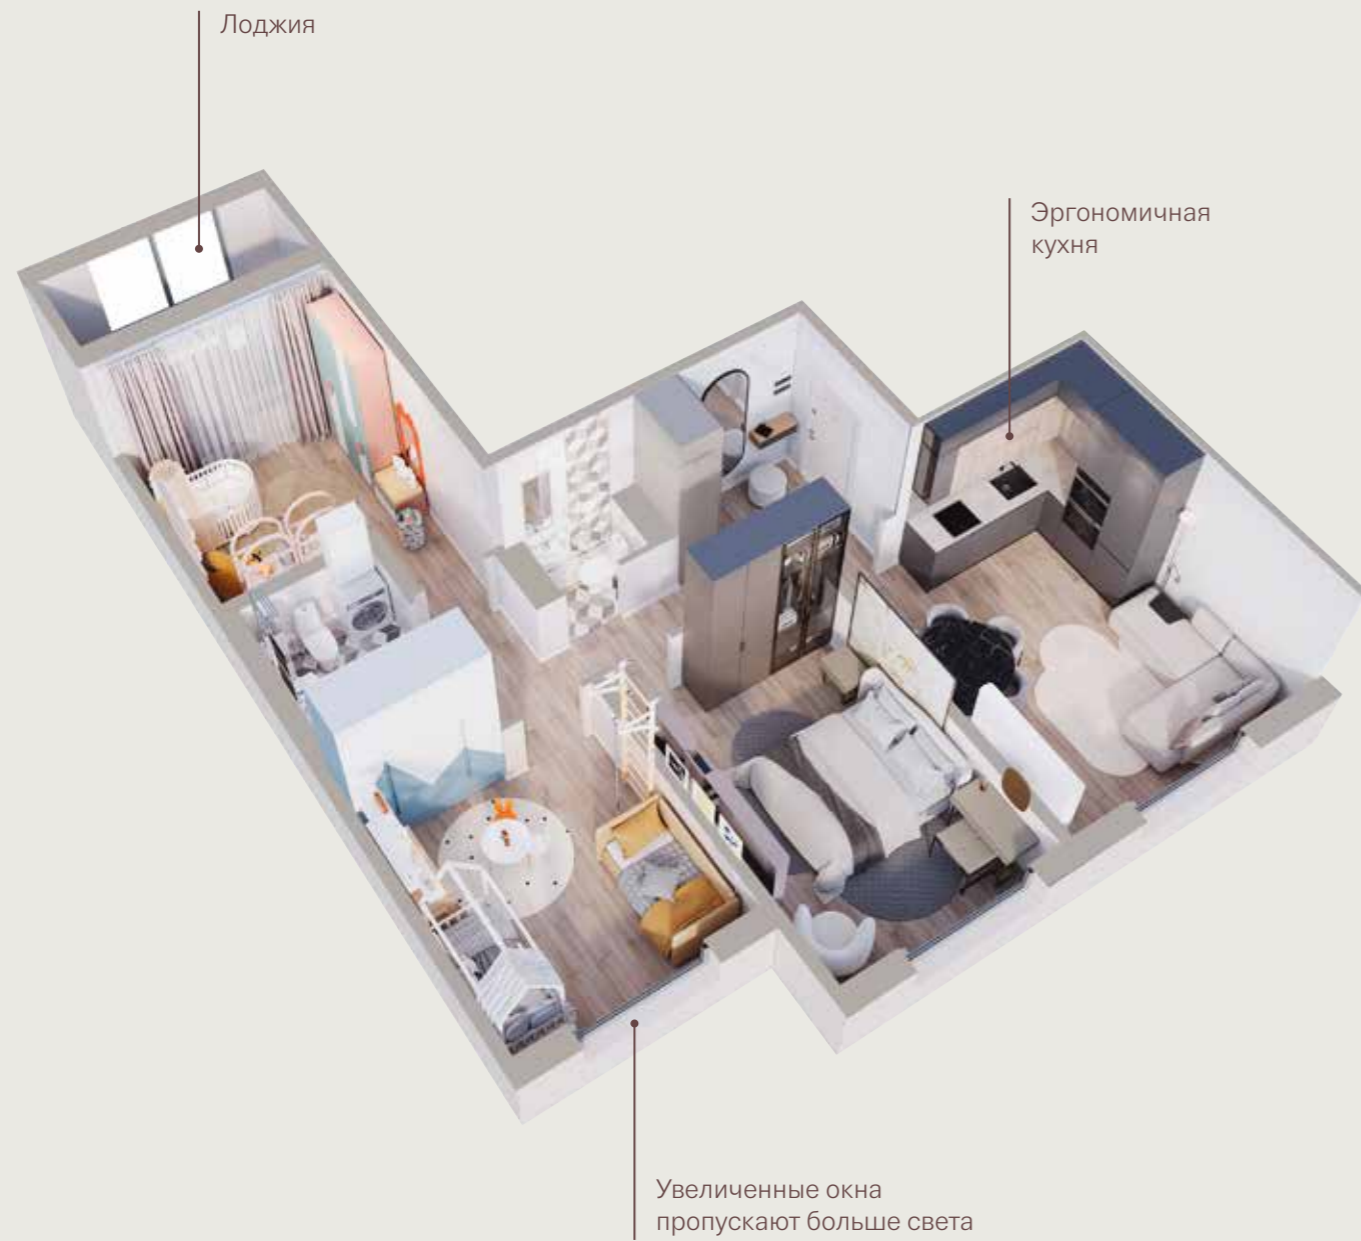 Лоджия
Эргономичная
кухня
Увеличенные окна
пропускают больше света